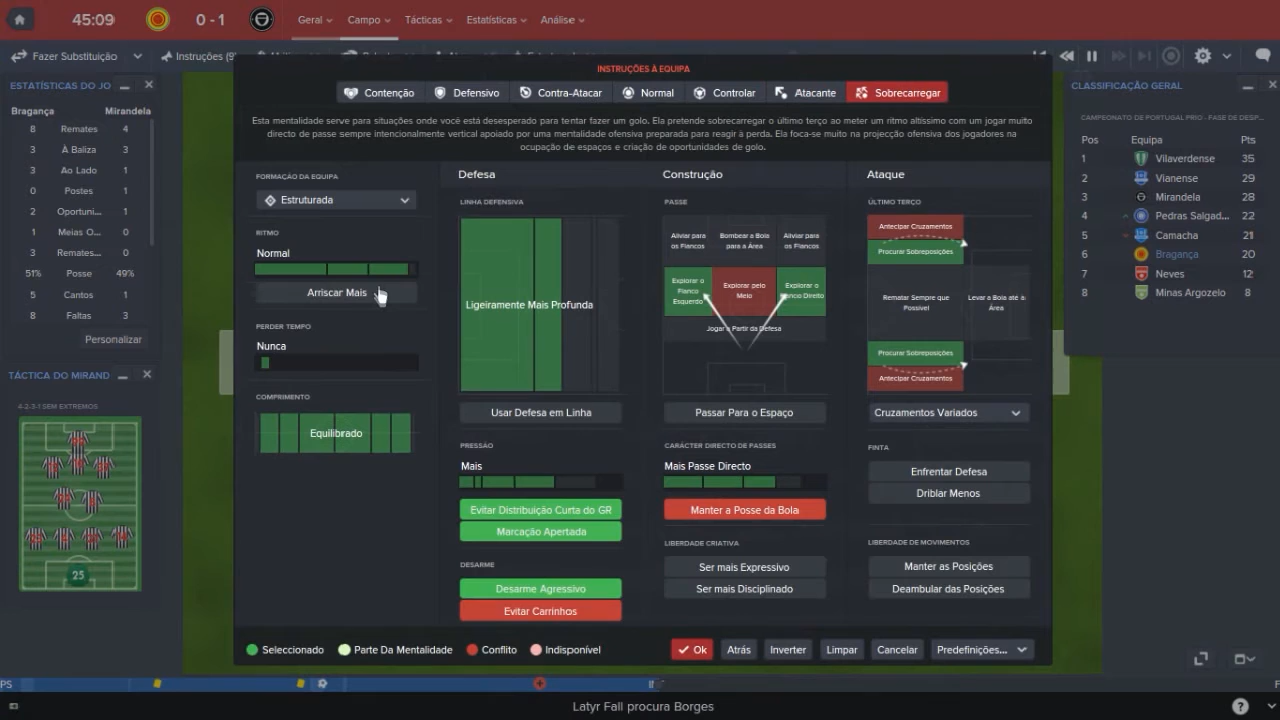 45:09
0 - 1
Geral
Campo
Tácticas
Estatísticas
Análise
Fazer Substituição
Instruções (9)
ESTATÍSTICAS DO JO
Bragança Mirandela
8 Remates 4
3 À Baliza 3
3 Ao Lado 1
0 Postes 1
2 Oportuni... 1
1 Meias O... 0
3 Remates... 0
51% Posse 49%
5 Cantos 1
8 Faltas 3
Personalizar
TÁCTICA DO MIRAND
4-2-3-1 SEM EXTREMOS
25
INSTRUÇÕES À EQUIPA
Contenção
Defensivo
Contra-Atacar
Normal
Controlar
Atacante
Sobrecarregar
Esta mentalidade serve para situações onde você está desesperado para tentar fazer um golo. Ela pretende sobrecarregar o último terço ao meter um ritmo altíssimo com um jogo muito
directo de passe sempre intencionalmente vertical apoiado por uma mentalidade ofensiva preparada para reagir à perda. Ela foca-se muito na projecção ofensiva dos jogadores na
ocupação de espaços e criação de oportunidades de golo.
FORMAÇÃO DA EQUIPA
Estruturada
RITMO
Normal
Arriscar Mais
PERDER TEMPO
Nunca
COMPRIMENTO
Equilibrado
Defesa
LINHA DEFENSIVA
Ligeiramente Mais Profunda
Usar Defesa em Linha
PRESSÃO
Mais
Evitar Distribuição Curta do GR
Marcação Apertada
DESARME
Desarme Agressivo
Evitar Carrinhos
Construção
PASSE
Aliviar para
os Flancos
Bombear a Bola
para a Área
Aliviar para
os Flancos
Explorar o
Flanco
Esquerdo
Explorar pelo
Meio
Explorar o
Flanco Direito
Jogar a Partir da Defesa
Passar Para o Espaço
CARÁCTER DIRECTO DE PASSES
Mais Passe Directo
Manter a Posse da Bola
LIBERDADE CRIATIVA
Ser mais Expressivo
Ser mais Disciplinado
Ataque
ÚLTIMO TERÇO
Antecipar Cruzamentos
Procurar Sobreposições
Rematar Sempre que
Possível
Levar a Bola até à
Área
Procurar Sobreposições
Antecipar Cruzamentos
Cruzamentos Variados
FINTA
Enfrentar Defesa
Driblar Menos
LIBERDADE DE MOVIMENTOS
Manter as Posições
Deambular das Posições
Seleccionado
Parte Da Mentalidade
Conflito
Indisponível
Ok
Atrás
Inverter
Limpar
Cancelar
Predefinições...
CLASSIFICAÇÃO GERAL
CAMPEONATO DE PORTUGAL PRIO - FASE DE DESP...
Pos Equipa Pts
1 Vilaverdense 35
2 Vianense 29
3 Mirandela 28
4 Pedras Salgad... 22
5 Camacha 21
6 Bragança 20
7 Neves 12
8 Minas Argozelo 8
PS
Latyr Fall procura Borges